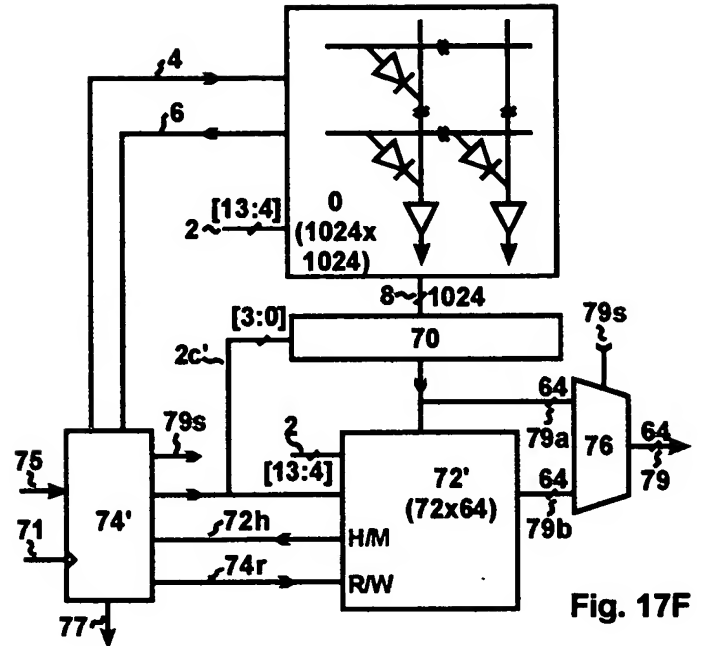 4
6
2
[13:4]
0
(1024x
1024)
8
1024
[3:0]
70
79s
2c'
64
79a
76
64
79
79s
2
[13:4]
72'
(72x64)
64
79b
75
74'
71
72h
H/M
74r
R/W
77
Fig. 17F